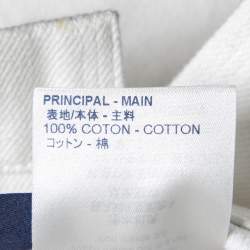 PRINCIPAL - MAIN
表地/本体 - 主料
100% COTON - COTTON
コットン - 棉